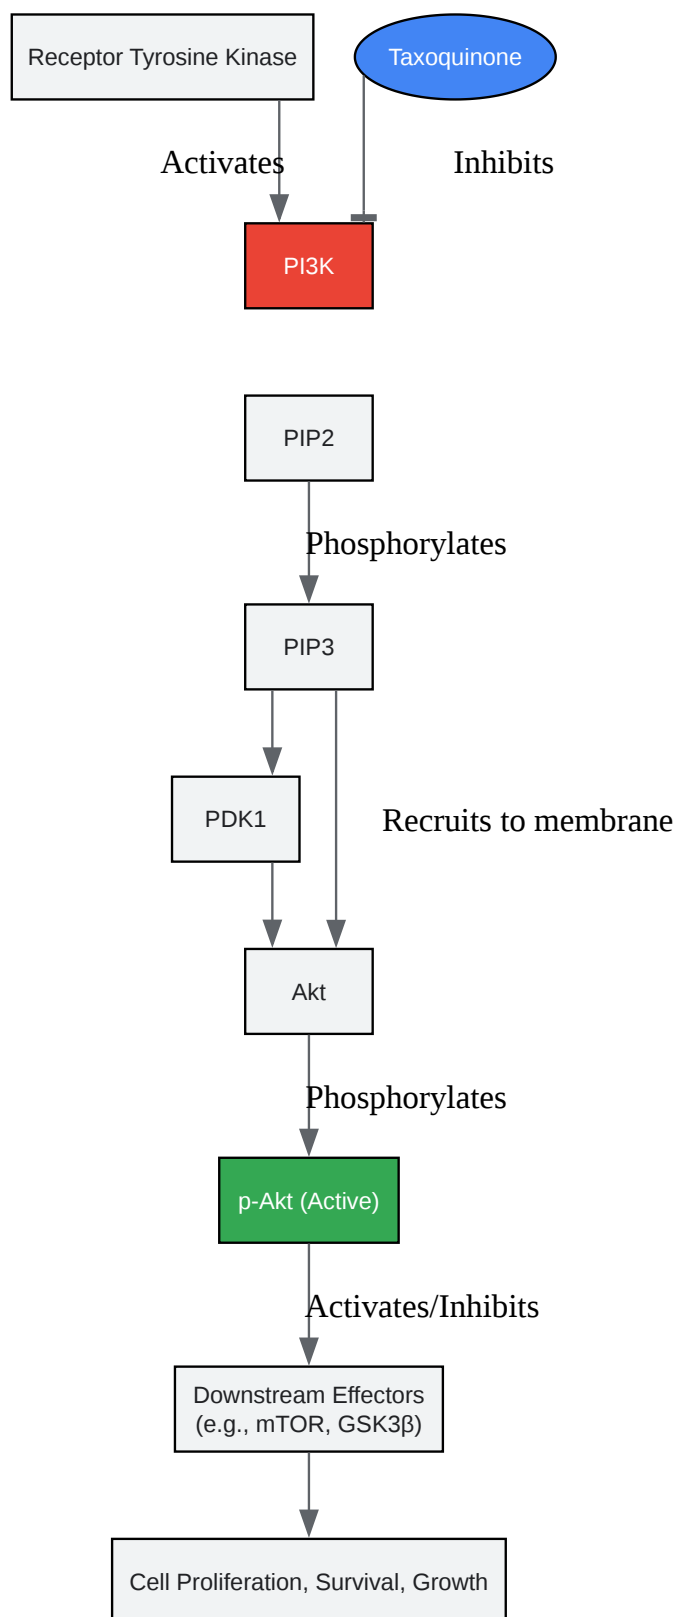 Receptor Tyrosine Kinase
Taxoquinone
Activates
Inhibits
PI3K
PIP2
Phosphorylates
PIP3
PDK1
Recruits to membrane
Akt
Phosphorylates
p-Akt (Active)
Activates/Inhibits
Downstream Effectors
(e.g., mTOR, GSK3β)
Cell Proliferation, Survival, Growth